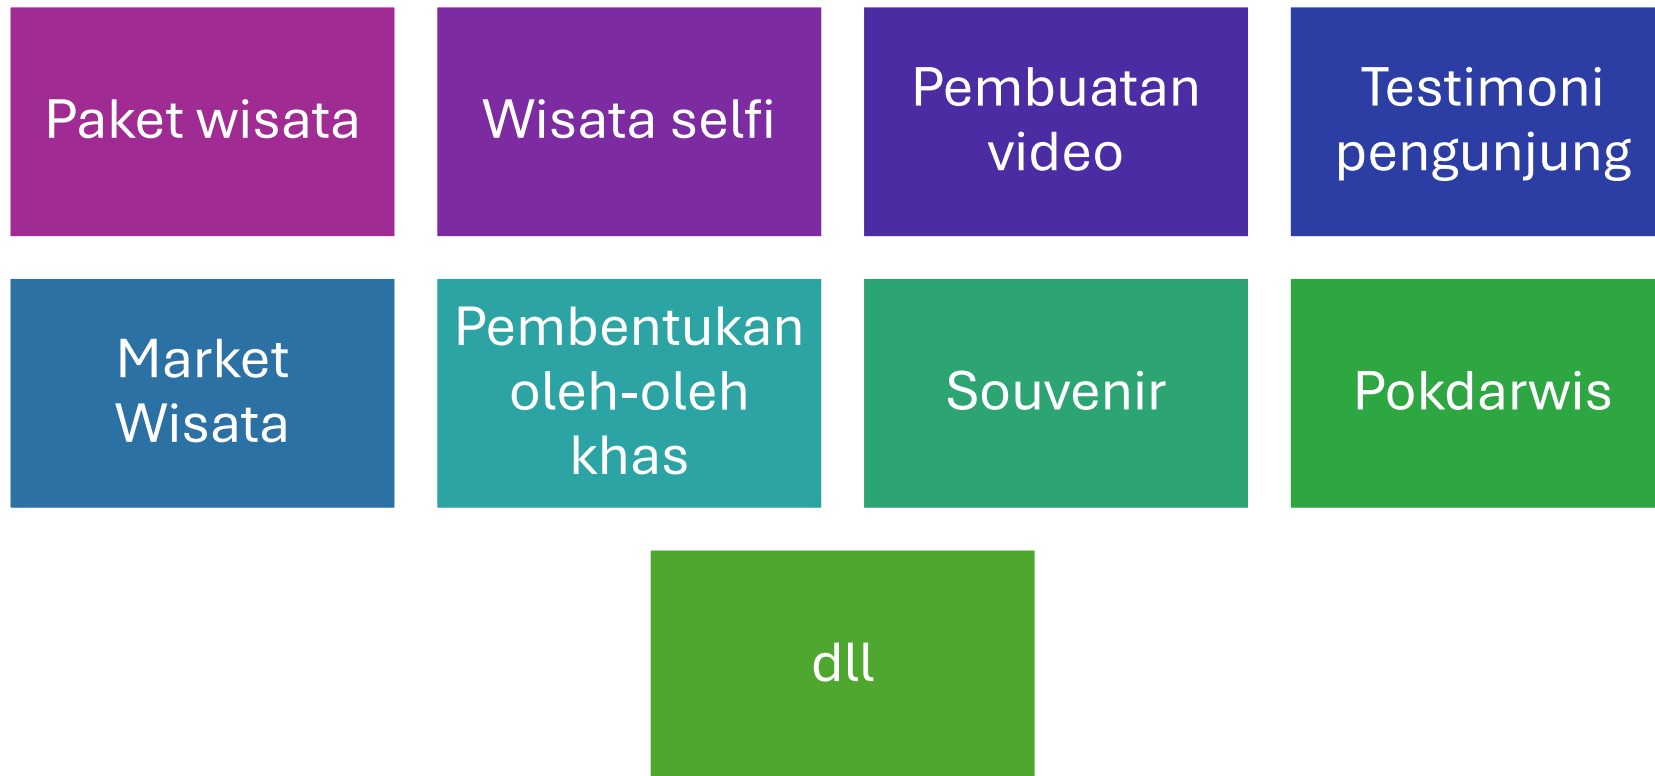 Paket wisata
Wisata selfi
Pembuatan
video
Testimoni
pengunjung
Market
Wisata
Pembentukan
oleh-oleh
khas
Souvenir
Pokdarwis
dll